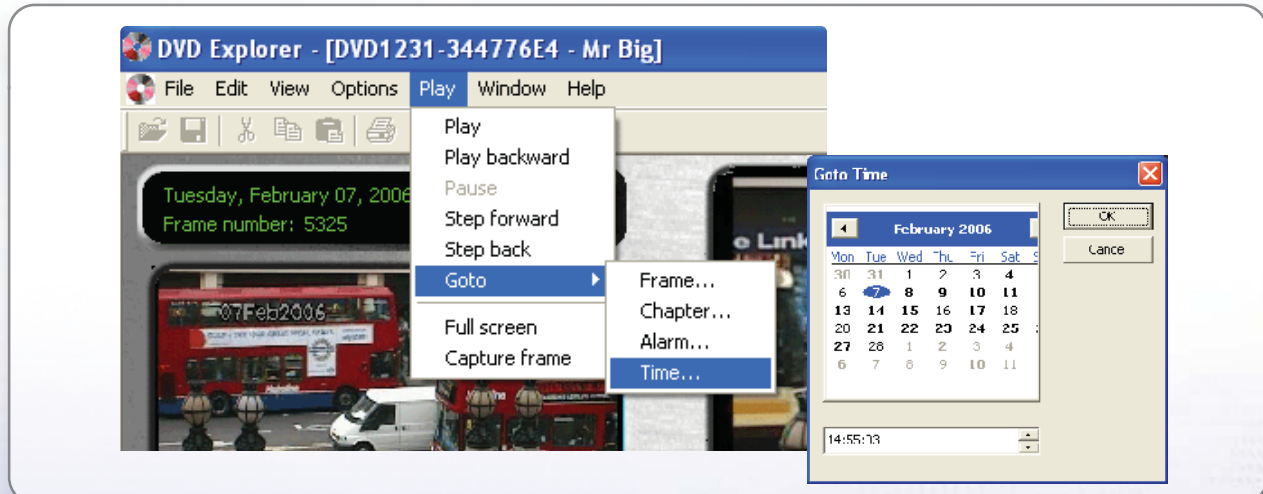 DVD Explorer - [DVD1231-344776E4 - Mr Big]
File Edit View Options Play Window Help
Play
Play backward
Pause
Step forward
Step back
Goto
Full screen
Capture frame
Frame...
Chapter...
Alarm...
Time...
Tuesday, February 07, 2006
Frame number: 5325
07Feb2006
e Link
Goto Time
February 2006
Mon Tue Wed Thu Fri Sat S
30 31 1 2 3 4
6 7 8 9 10 11
13 14 15 16 17 18
20 21 22 23 24 25
27 28 1 2 3 4
6 7 8 9 10 11
14:55:03
OK
Cance